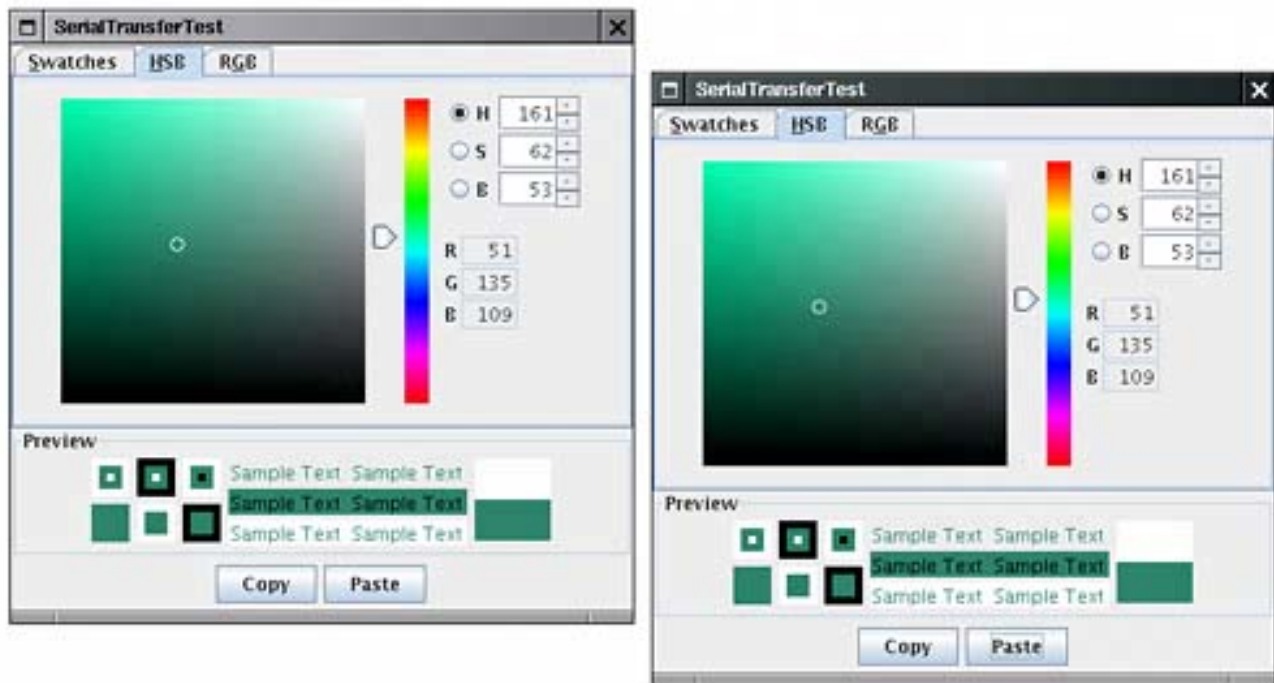 SerialTransferTest
Swatches HSB RGB
H 161
S 62
B 53
R 51
G 135
B 109
Preview
Sample Text Sample Text
Sample Text Sample Text
Sample Text Sample Text
Copy Paste
SerialTransferTest
Swatches HSB RGB
H 161
S 62
B 53
R 51
G 135
B 109
Preview
Sample Text Sample Text
Sample Text Sample Text
Sample Text Sample Text
Copy Paste